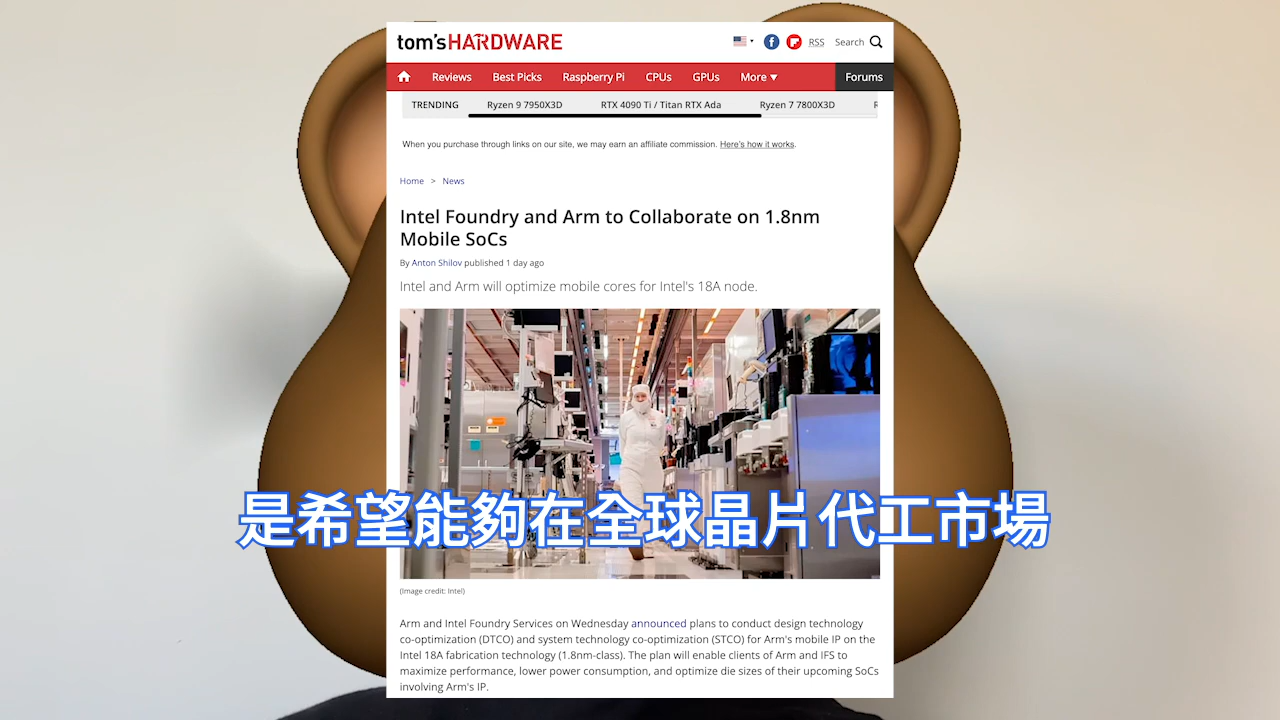 tom'sHARDWARE
RSS Search
Reviews Best Picks Raspberry Pi CPUs GPUs More ▼ Forums
TRENDING Ryzen 9 7950X3D RTX 4090 Ti / Titan RTX Ada Ryzen 7 7800X3D
When you purchase through links on our site, we may earn an affiliate commission. Here's how it works.
Home > News
Intel Foundry and Arm to Collaborate on 1.8nm
Mobile SoCs
By Anton Shilov published 1 day ago
Intel and Arm will optimize mobile cores for Intel's 18A node.
是希望能夠在全球晶片代工市場
(Image credit: Intel)
Arm and Intel Foundry Services on Wednesday announced plans to conduct design technology
co-optimization (DTCO) and system technology co-optimization (STCO) for Arm's mobile IP on the
Intel 18A fabrication technology (1.8nm-class). The plan will enable clients of Arm and IFS to
maximize performance, lower power consumption, and optimize die sizes of their upcoming SoCs
involving Arm's IP.